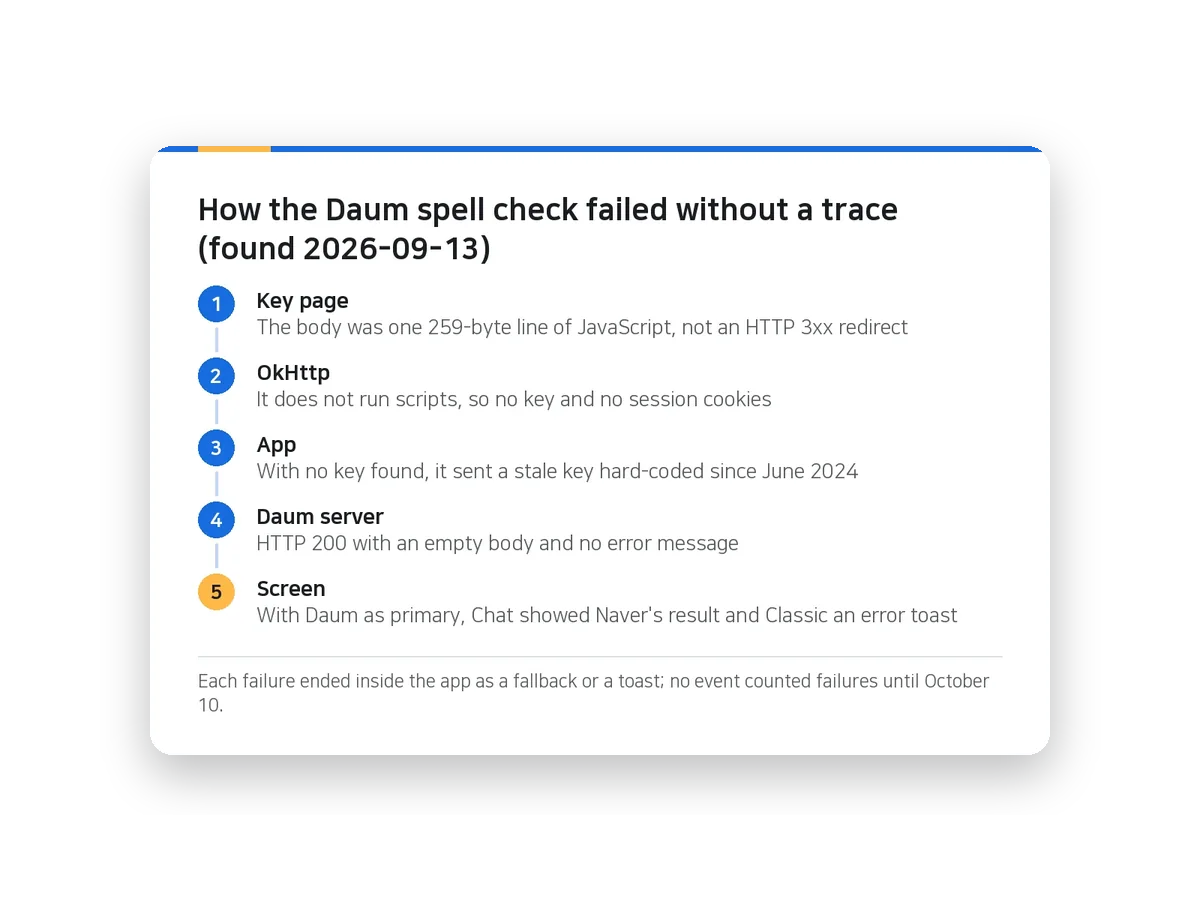 How the Daum spell check failed without a trace
(found 2026-09-13)
1
Key page
The body was one 259-byte line of JavaScript, not an HTTP 3xx redirect
2
OkHttp
It does not run scripts, so no key and no session cookies
3
App
With no key found, it sent a stale key hard-coded since June 2024
4
Daum server
HTTP 200 with an empty body and no error message
5
Screen
With Daum as primary, Chat showed Naver's result and Classic an error toast
Each failure ended inside the app as a fallback or a toast; no event counted failures until October
10.